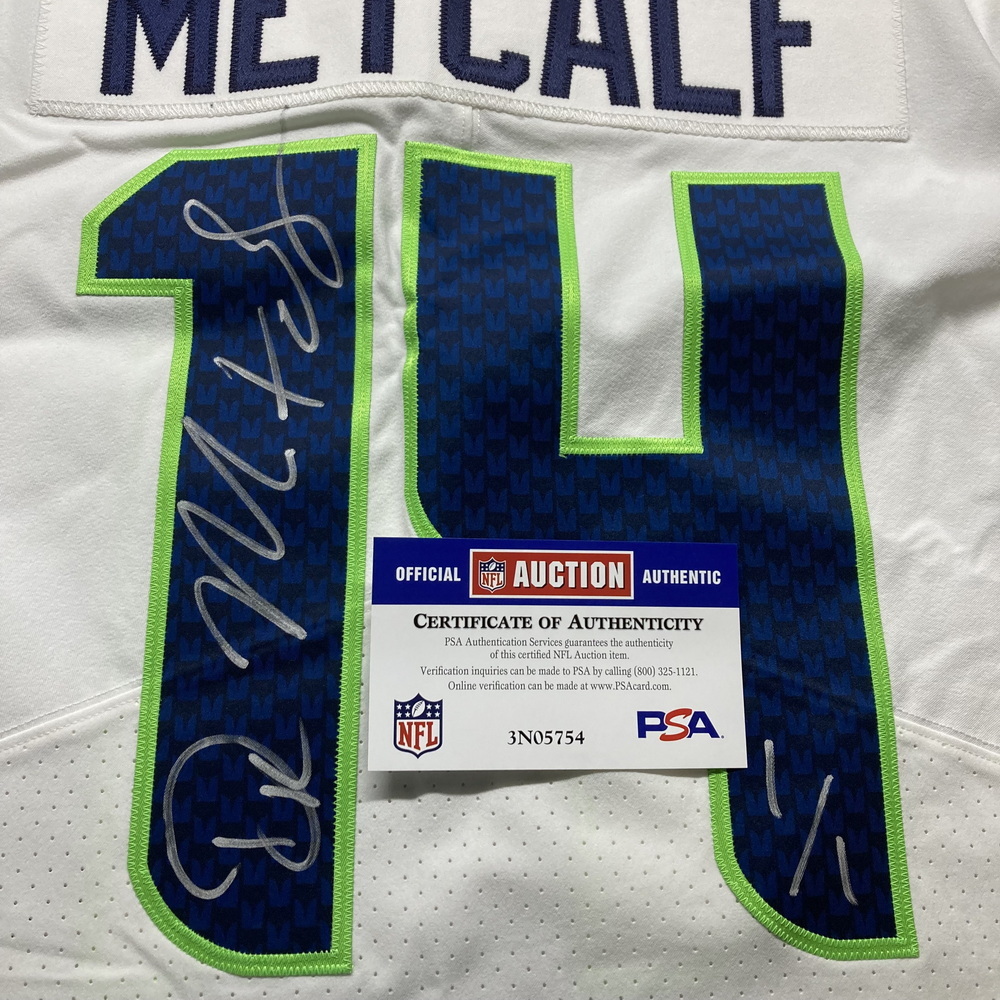 METCALF
14
DK Metcalf
OFFICIAL NFL AUCTION AUTHENTIC
CERTIFICATE OF AUTHENTICITY
PSA Authentication Services guarantees the authenticity
of this certified NFL Auction item.
Verification inquiries can be made to PSA by calling (800) 325-1121.
Online verification can be made at www.PSAcard.com.
NFL 3N05754 PSA
1/1